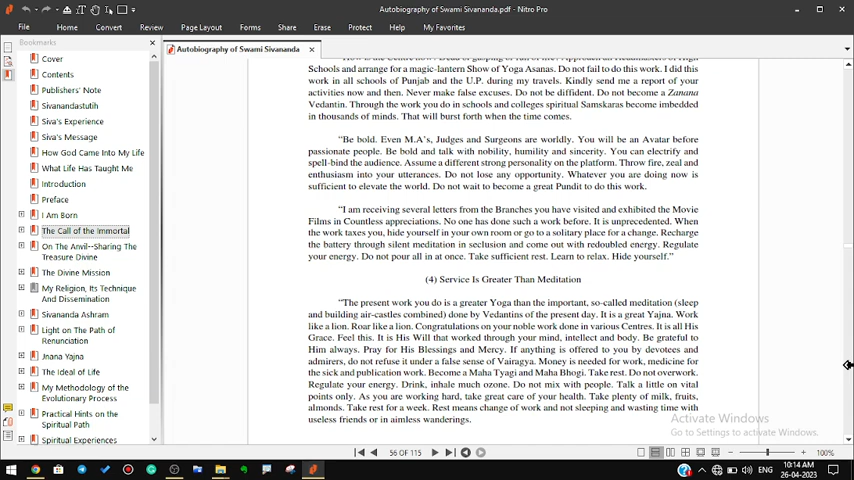 Autobiography of Swami Sivananda.pdf - Nitro Pro
File Home Convert Review Page Layout Forms Share Erase Protect Help My Favorites
Bookmarks
Autobiography of Swami Sivananda
Cover
Contents
Publishers' Note
Sivanandastuth
Siva's Experience
Siva's Message
How God Came Into My Life
What Life Has Taught Me
Introduction
Preface
I Am Born
The Call of the Immortal
On The Anvil--Sharing The
Treasure Divine
The Divine Mission
My Religion, Its Technique
And Dissemination
Sivananda Ashram
Light on The Path of
Renunciation
Jnana Yajna
The Ideal of Life
My Methodology of the
Evolutionary Process
Practical Hints on the
Spiritual Path
Spiritual Experiences
Schools and arrange for a magic-lantern Show of Yoga Asanas. Do not fail to do this work. I did this
work in all schools of Punjab and the U.P. during my travels. Kindly send me a report of your
activities now and then. Never make false excuses. Do not be diffident. Do not become a Zanana
Vedantin. Through the work you do in schools and colleges spiritual Samskaras become imbedded
in thousands of minds. That will burst forth when the time comes.
“Be bold. Even M.A's, Judges and Surgeons are worldly. You will be an Avatar before
passionate people. Be bold and talk with nobility, humility and sincerity. You can electrify and
spell-bind the audience. Assume a different strong personality on the platform. Throw fire, zeal and
enthusiasm into your utterances. Do not lose any opportunity. Whatever you are doing now is
sufficient to elevate the world. Do not wait to become a great Pundit to do this work.
“I am receiving several letters from the Branches you have visited and exhibited the Movie
Films in Countless appreciations. No one has done such a work before. It is unprecedented. When
the work taxes you, hide yourself in your own room or go to a solitary place for a change. Recharge
the battery through silent meditation in seclusion and come out with redoubled energy. Regulate
your energy. Do not pour all in at once. Take sufficient rest. Learn to relax. Hide yourself.”
(4) Service Is Greater Than Meditation
“The present work you do is a greater Yoga than the important, so-called meditation (sleep
and building air-castles combined) done by Vedantins of the present day. It is a great Yajna. Work
like a lion. Roar like a lion. Congratulations on your noble work done in various Centres. It is all His
Grace. Feel this. It is His Will that worked through your mind, intellect and body. Be grateful to
Him always. Pray for His Blessings and Mercy. If anything is offered to you by devotees and
admirers, do not refuse it under a false sense of Vairagya. Money is needed for work, medicine for
the sick and publication work. Become a Maha Tyagi and Maha Bhogi. Take rest. Do not overwork.
Regulate your energy. Drink, inhale much ozone. Do not mix with people. Talk a little on vital
points only. As you are working hard, take great care of your health. Take plenty of milk, fruits,
almonds. Take rest for a week. Rest means change of work and not sleeping and wasting time with
useless friends or in aimless wanderings.
Activate Windows
Go to Settings to activate Windows.
56 OF 115
100%
ENG
10:14 AM
26-04-2023